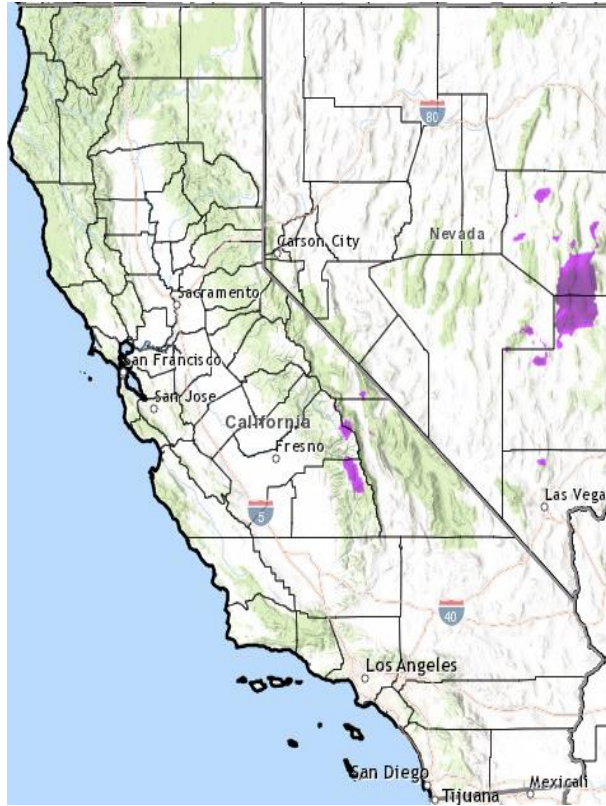 80
Nevada
Carson City
Sacramento
San Francisco
San Jose
California
Fresno
Las Vega
5
40
Los Angeles
San Diego
Tijuana
Mexicali